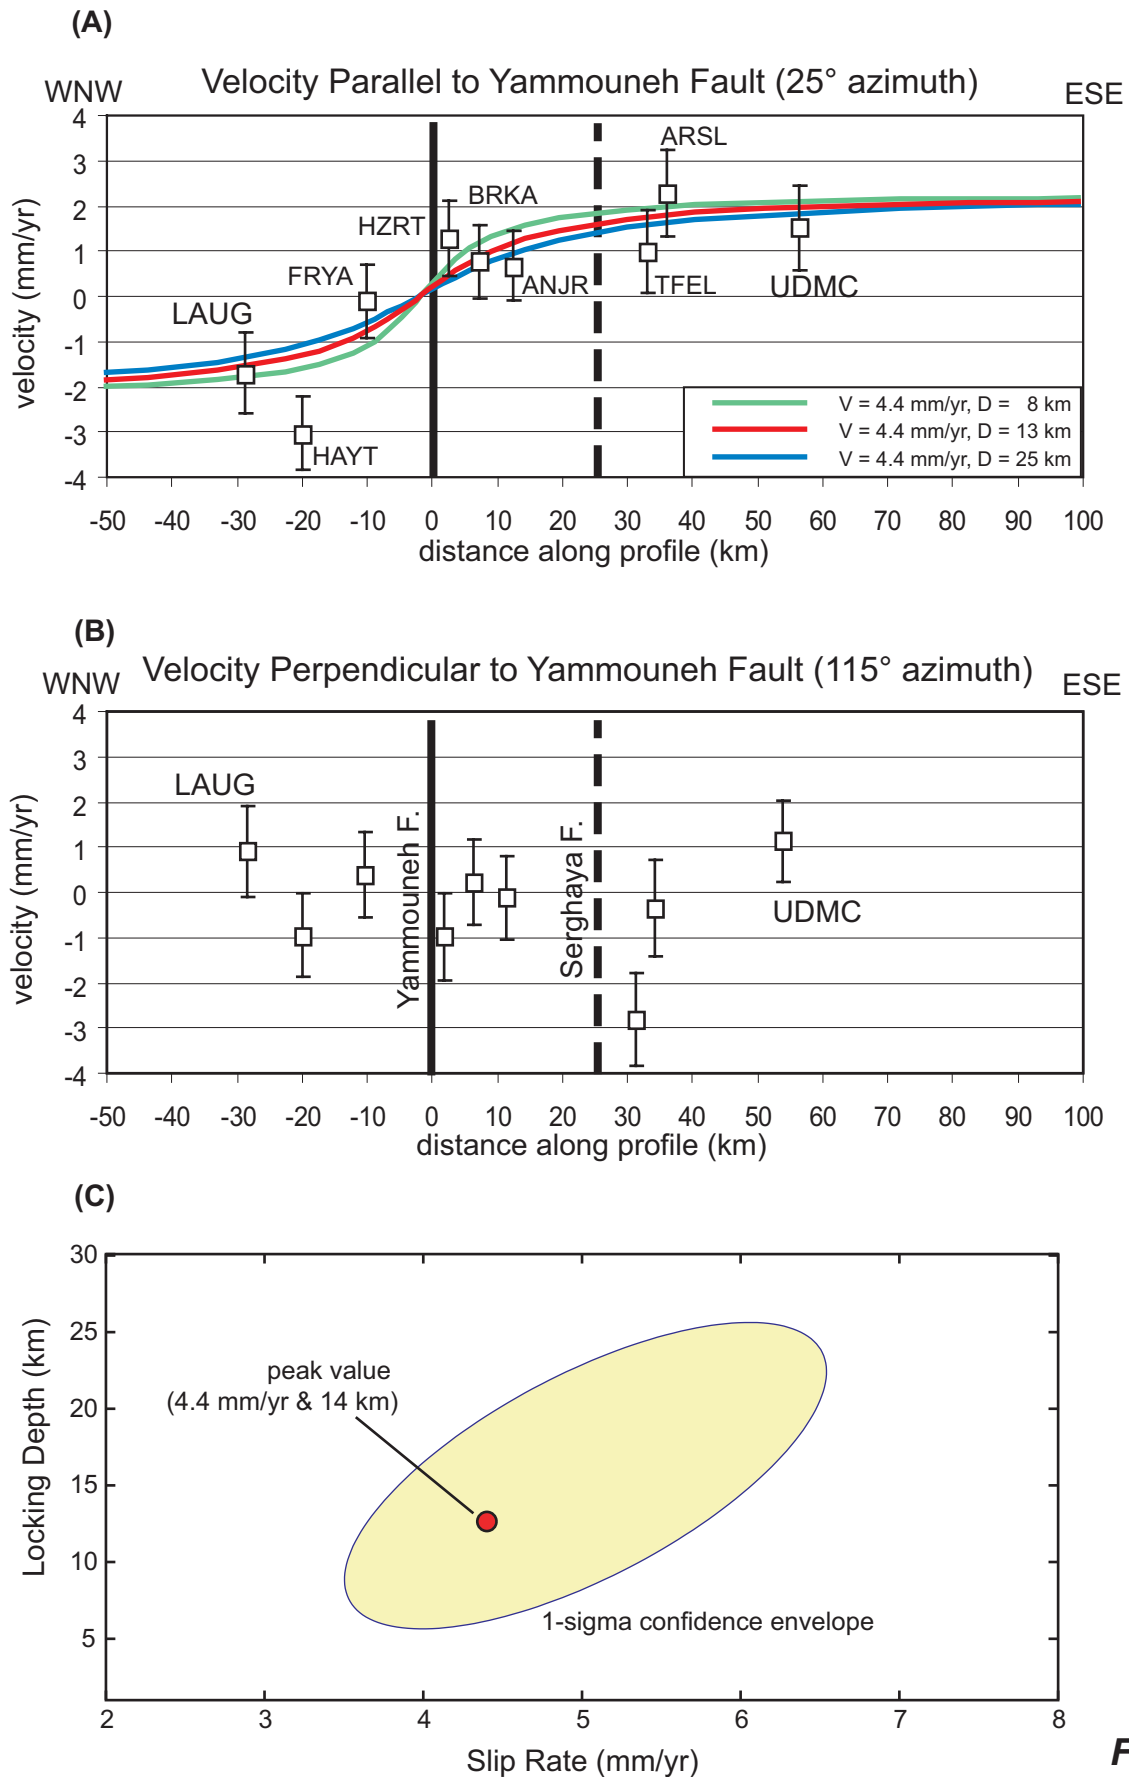 (A)
Velocity Parallel to Yammouneh Fault (25° azimuth)
WNW
ESE
velocity (mm/yr)
4
3
2
1
0
-1
-2
-3
-4
LAUG
HAYT
FRYA
HZRT
BRKA
ANJR
TFEL
ARSL
UDMC
V = 4.4 mm/yr, D = 8 km
V = 4.4 mm/yr, D = 13 km
V = 4.4 mm/yr, D = 25 km
-50 -40 -30 -20 -10 0 10 20 30 40 50 60 70 80 90 100
distance along profile (km)
(B)
Velocity Perpendicular to Yammouneh Fault (115° azimuth)
WNW
ESE
velocity (mm/yr)
4
3
2
1
0
-1
-2
-3
-4
LAUG
Yammouneh F.
Serghaya F.
UDMC
-50 -40 -30 -20 -10 0 10 20 30 40 50 60 70 80 90 100
distance along profile (km)
(C)
Locking Depth (km)
30
25
20
15
10
5
peak value
(4.4 mm/yr & 14 km)
1-sigma confidence envelope
2 3 4 5 6 7 8
Slip Rate (mm/yr)
F